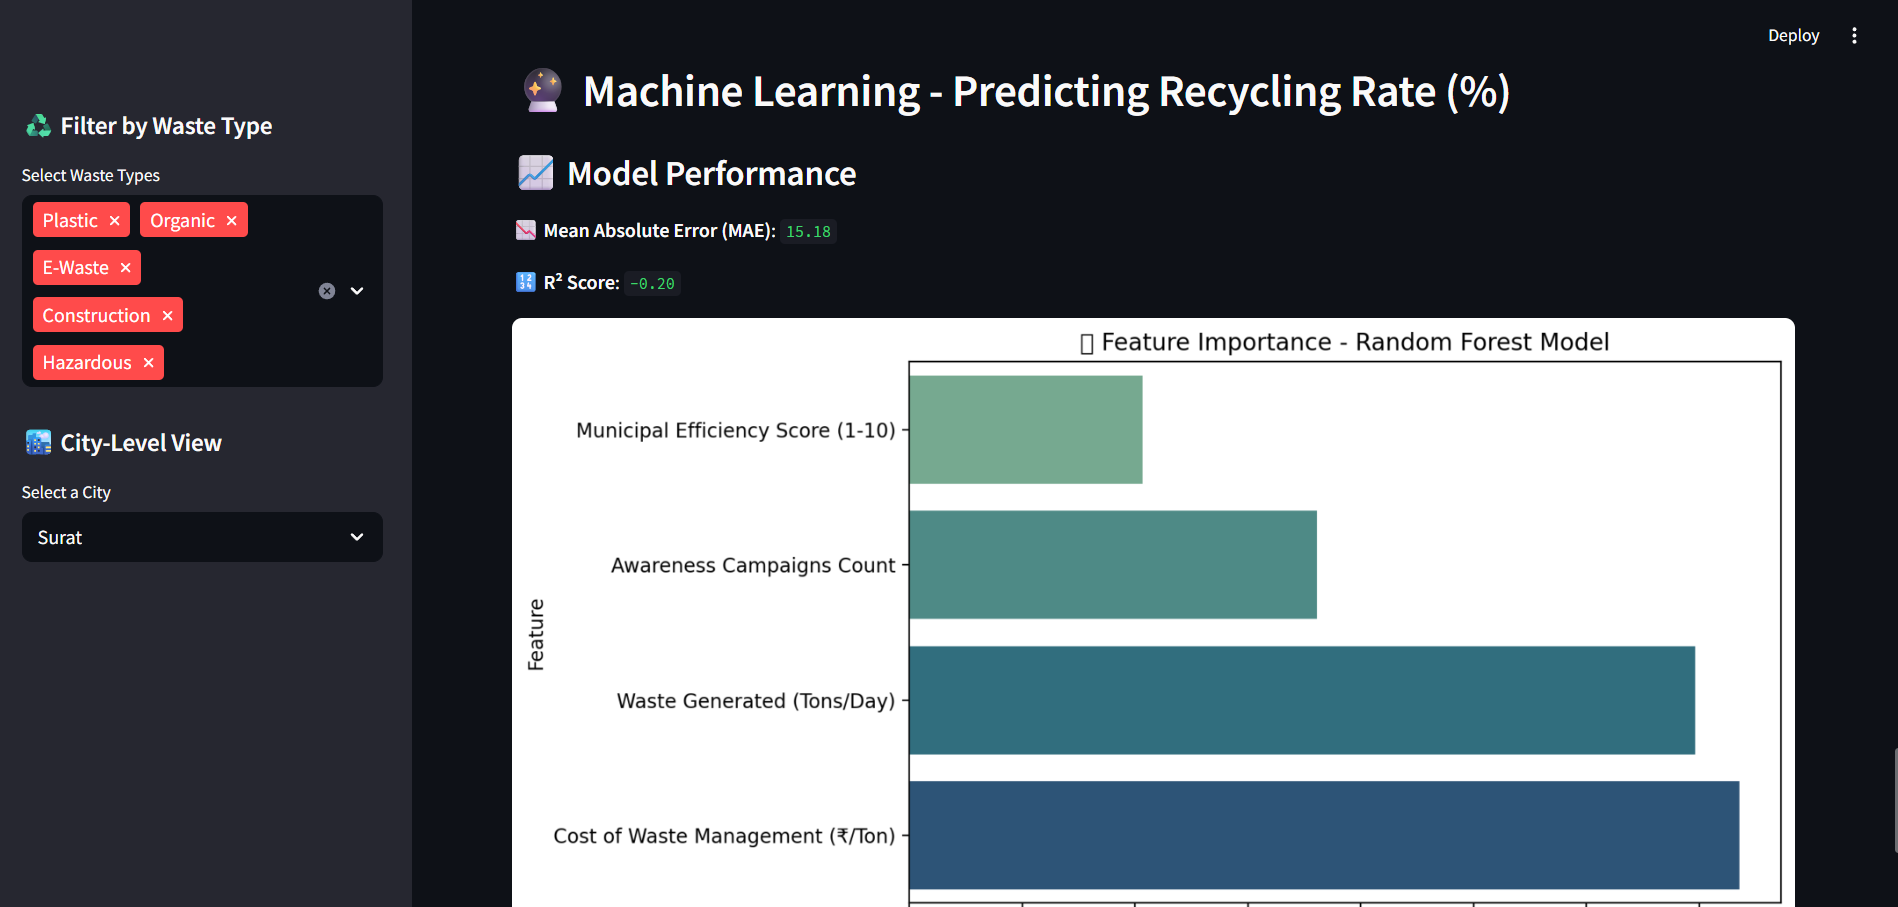 Deploy
Filter by Waste Type
Select Waste Types
Plastic × Organic ×
E-Waste ×
Construction ×
Hazardous ×
City-Level View
Select a City
Surat
Machine Learning - Predicting Recycling Rate (%)
Model Performance
Mean Absolute Error (MAE): 15.18
R² Score: -0.20
Feature Importance - Random Forest Model
Municipal Efficiency Score (1-10)
Awareness Campaigns Count
Feature
Waste Generated (Tons/Day)
Cost of Waste Management (₹/Ton)